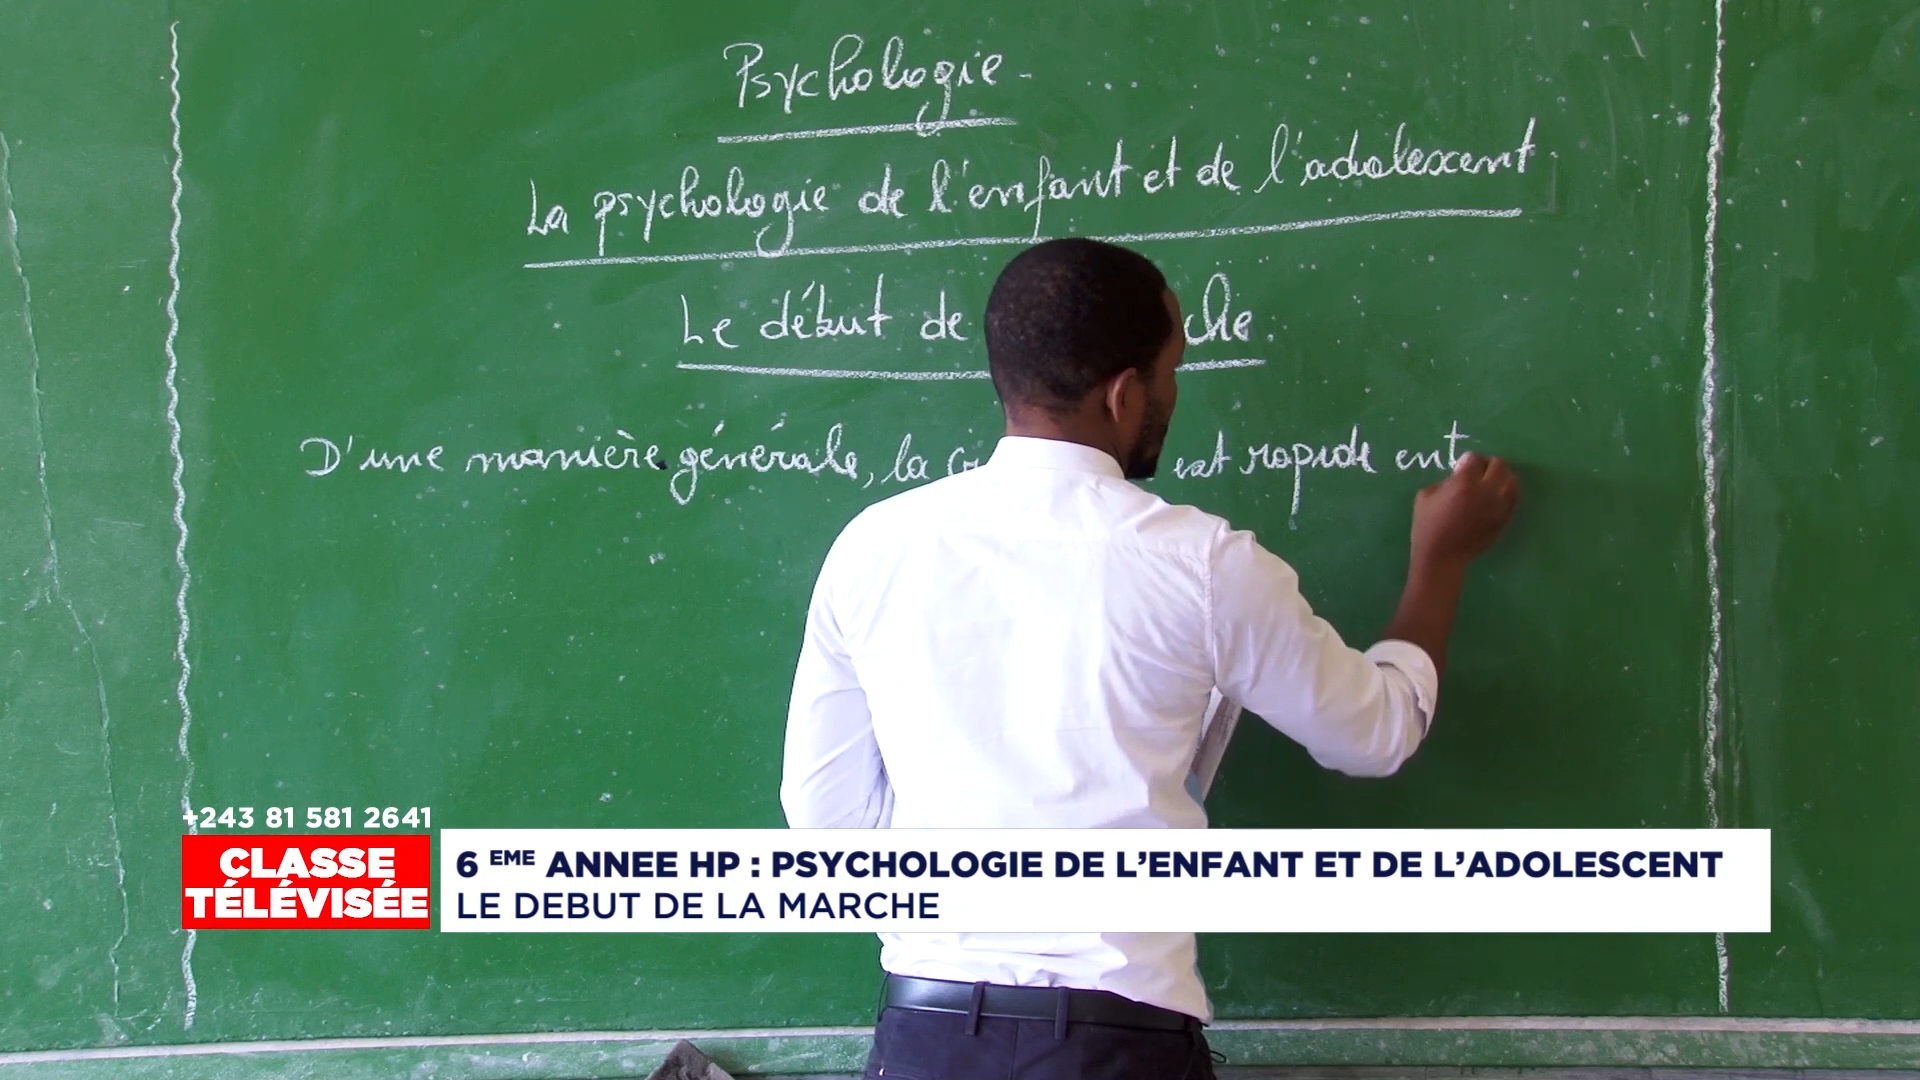 Psychologie.
La psychologie de l'enfant et de l'adolescent.
Le début de che.
D'une manière générale, la est rapide ent
+243 81 581 2641
CLASSE
TÉLÉVISÉE
6 EME ANNEE HP : PSYCHOLOGIE DE L'ENFANT ET DE L'ADOLESCENT
LE DEBUT DE LA MARCHE